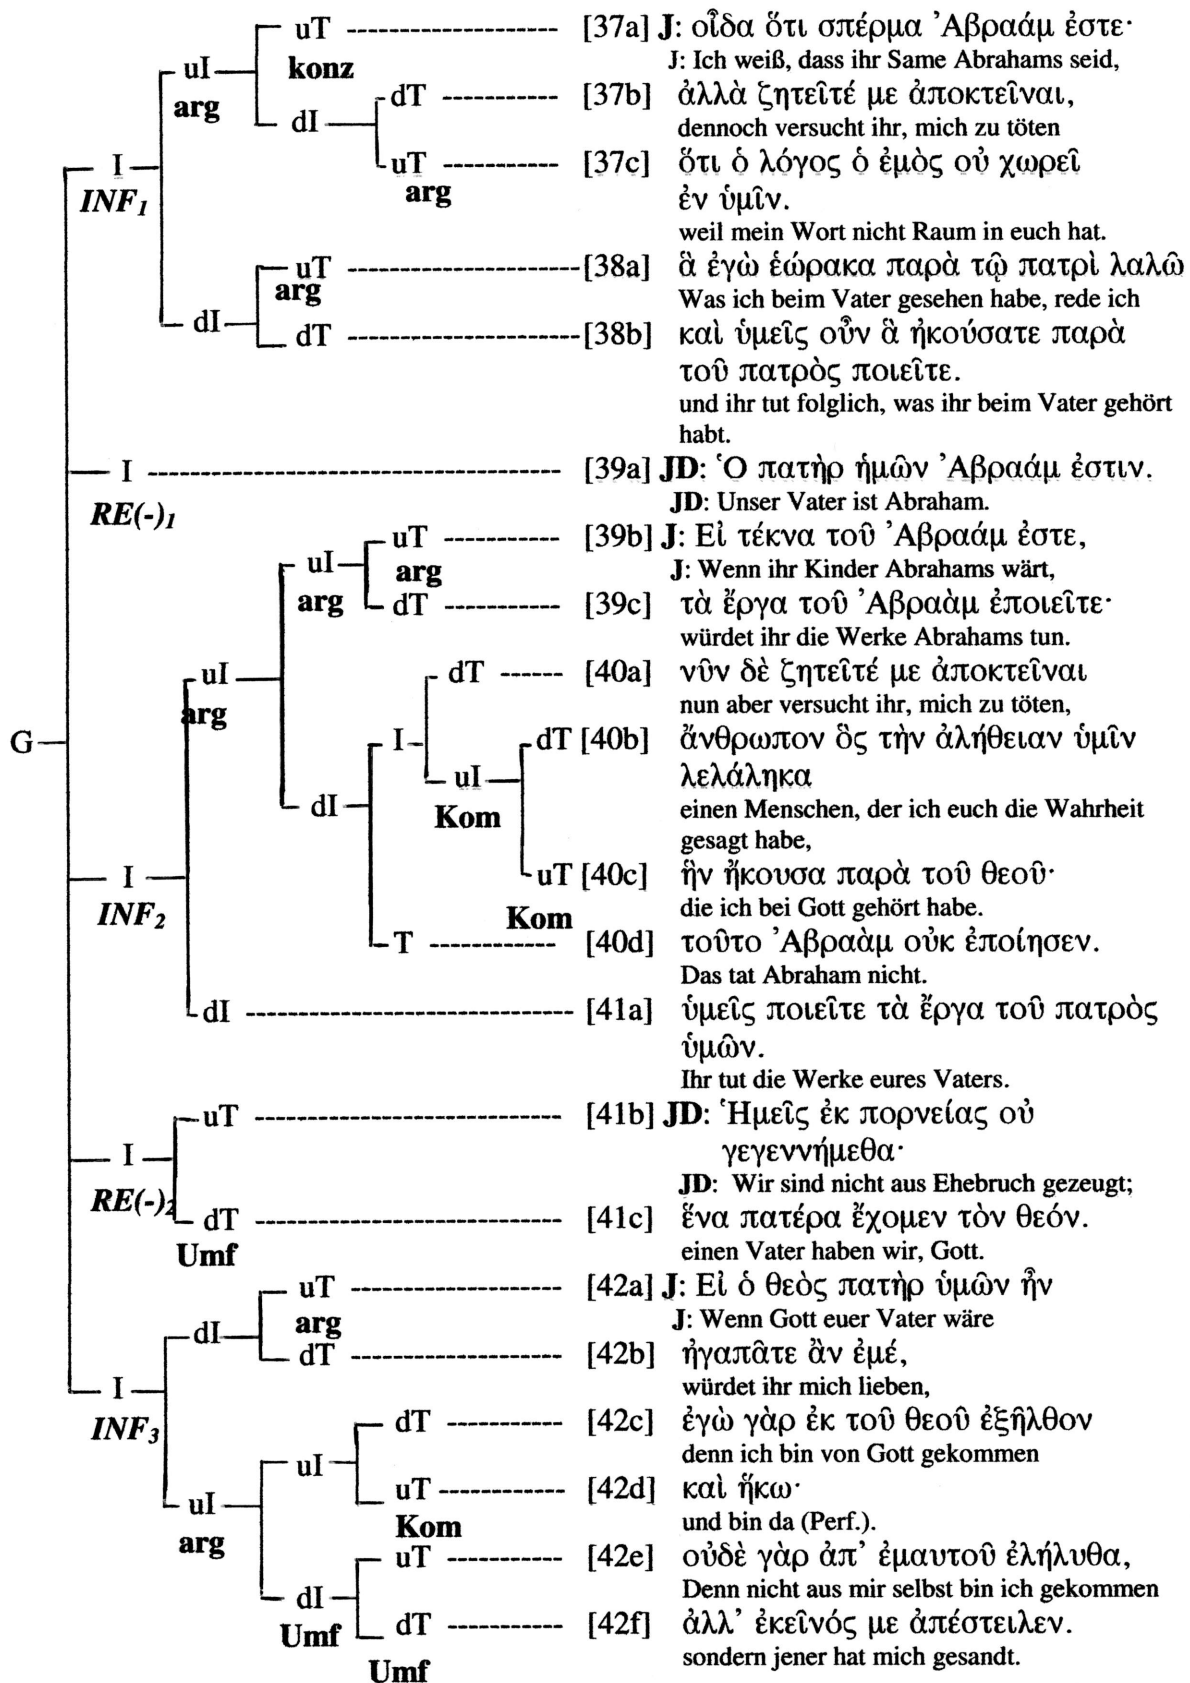 uT [37a] J: οἶδα ὅτι σπέρμα Ἀβραάμ ἐστε·
uI konz J: Ich weiß, dass ihr Same Abrahams seid,
arg dT [37b] ἀλλὰ ζητεῖτέ με ἀποκτεῖναι,
dI dennoch versucht ihr, mich zu töten
I uT [37c] ὅτι ὁ λόγος ὁ ἐμὸς οὐ χωρεῖ
INF1 arg ἐν ὑμῖν.
weil mein Wort nicht Raum in euch hat.
uT [38a] ἃ ἐγὼ ἑώρακα παρὰ τῷ πατρὶ λαλῶ
arg Was ich beim Vater gesehen habe, rede ich
dI dT [38b] καὶ ὑμεῖς οὖν ἃ ἠκούσατε παρὰ
τοῦ πατρὸς ποιεῖτε.
und ihr tut folglich, was ihr beim Vater gehört
habt.
I [39a] JD: Ὁ πατὴρ ἡμῶν Ἀβραάμ ἐστιν.
RE(-)1 JD: Unser Vater ist Abraham.
uT [39b] J: Εἰ τέκνα τοῦ Ἀβραάμ ἐστε,
uI arg J: Wenn ihr Kinder Abrahams wärt,
arg dT [39c] τὰ ἔργα τοῦ Ἀβραὰμ ἐποιεῖτε·
würdet ihr die Werke Abrahams tun.
uI dT [40a] νῦν δὲ ζητεῖτέ με ἀποκτεῖναι
arg nun aber versucht ihr, mich zu töten,
G I dT [40b] ἄνθρωπον ὃς τὴν ἀλήθειαν ὑμῖν
uI λελάληκα
dI Kom einen Menschen, der ich euch die Wahrheit
gesagt habe,
I uT [40c] ἣν ἤκουσα παρὰ τοῦ θεοῦ·
INF2 Kom die ich bei Gott gehört habe.
T [40d] τοῦτο Ἀβραὰμ οὐκ ἐποίησεν.
Das tat Abraham nicht.
dI [41a] ὑμεῖς ποιεῖτε τὰ ἔργα τοῦ πατρὸς
ὑμῶν.
Ihr tut die Werke eures Vaters.
uT [41b] JD: Ἡμεῖς ἐκ πορνείας οὐ
I γεγεννήμεθα·
RE(-)2 JD: Wir sind nicht aus Ehebruch gezeugt;
dT [41c] ἕνα πατέρα ἔχομεν τὸν θεόν.
Umf einen Vater haben wir, Gott.
uT [42a] J: Εἰ ὁ θεὸς πατὴρ ὑμῶν ἦν
dI arg J: Wenn Gott euer Vater wäre
dT [42b] ἠγαπᾶτε ἂν ἐμέ,
I würdet ihr mich lieben,
INF3 dT [42c] ἐγὼ γὰρ ἐκ τοῦ θεοῦ ἐξῆλθον
uI denn ich bin von Gott gekommen
uI uT [42d] καὶ ἥκω·
arg Kom und bin da (Perf.).
uT [42e] οὐδὲ γὰρ ἀπ’ ἐμαυτοῦ ἐλήλυθα,
dI Denn nicht aus mir selbst bin ich gekommen
Umf dT [42f] ἀλλ’ ἐκεῖνός με ἀπέστειλεν.
Umf sondern jener hat mich gesandt.